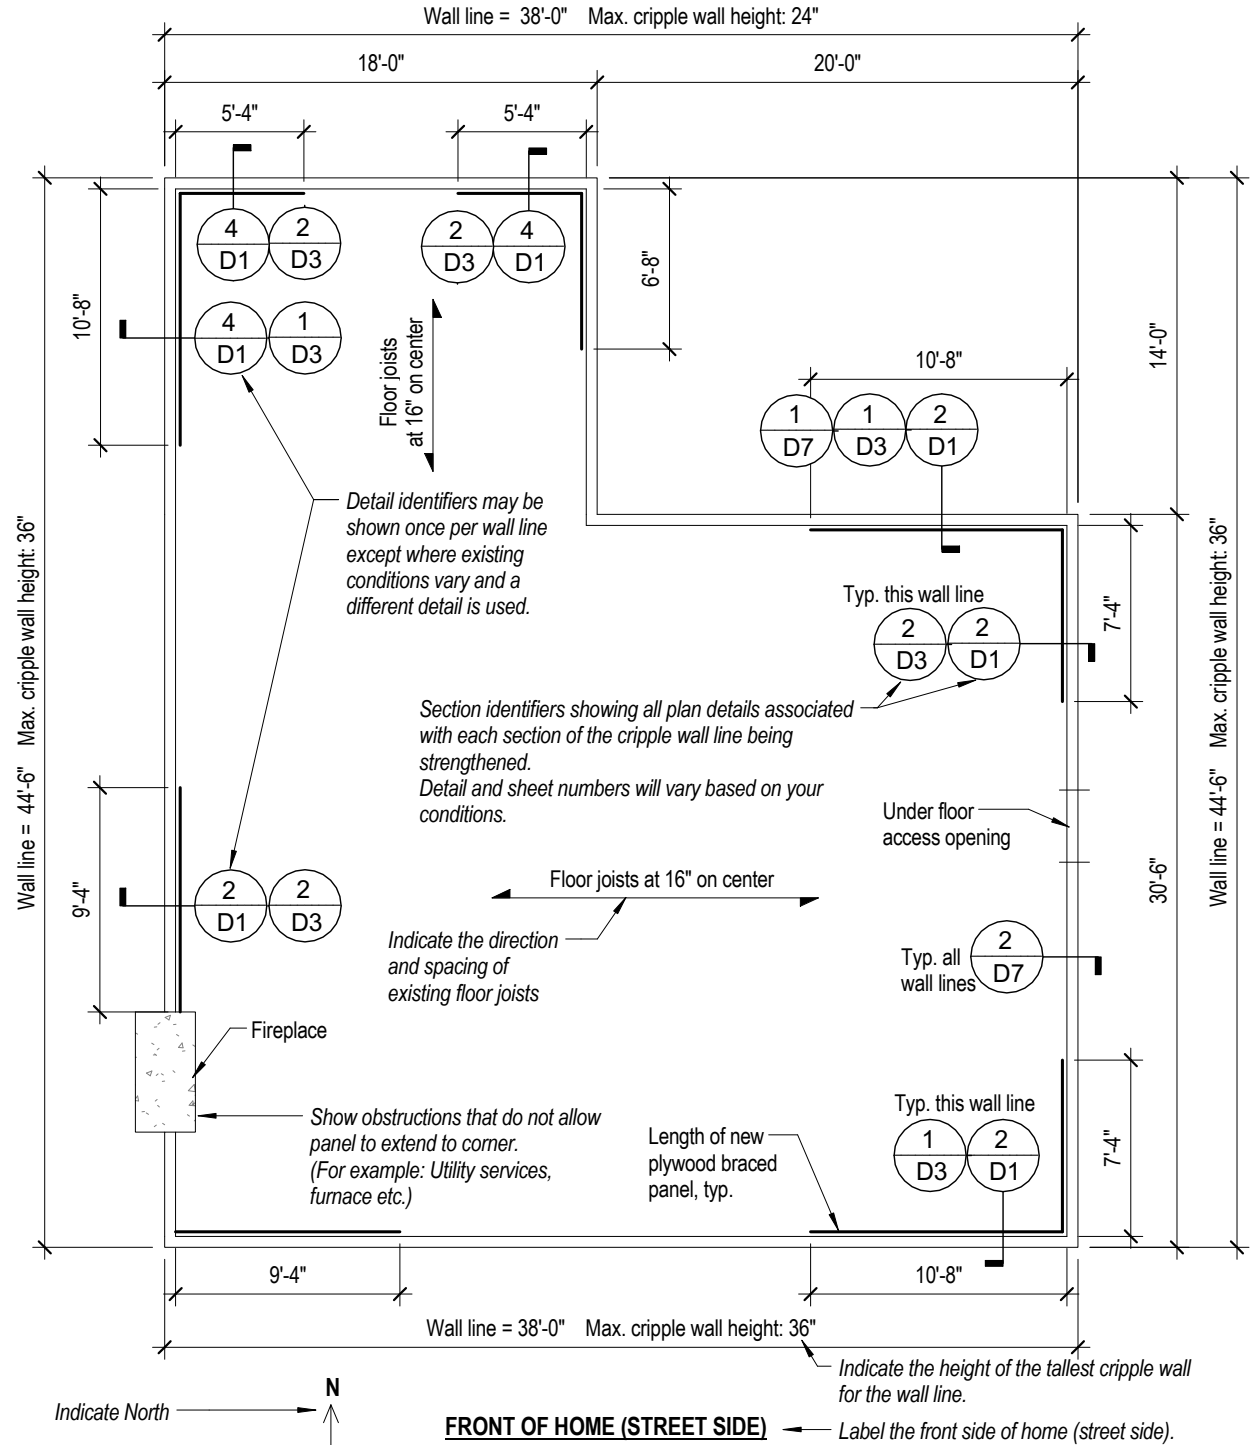 Wall line = 38'-0" Max. cripple wall height: 24"
18'-0"
20'-0"
5'-4"
5'-4"
4
D1
2
D3
2
D3
4
D1
6'-8"
10'-8"
4
D1
1
D3
Floor joists
at 16" on center
14'-0"
10'-8"
1
D7
1
D3
2
D1
Detail identifiers may be
shown once per wall line
except where existing
conditions vary and a
different detail is used.
Wall line = 44'-6" Max. cripple wall height: 36"
Wall line = 44'-6" Max. cripple wall height: 36"
Typ. this wall line
2
D3
2
D1
7'-4"
Section identifiers showing all plan details associated
with each section of the cripple wall line being
strengthened.
Detail and sheet numbers will vary based on your
conditions.
Under floor
access opening
9'-4"
2
D1
2
D3
Floor joists at 16" on center
30'-6"
Indicate the direction
and spacing of
existing floor joists
Typ. all
wall lines
2
D7
Fireplace
Show obstructions that do not allow
panel to extend to corner.
(For example: Utility services,
furnace etc.)
Length of new
plywood braced
panel, typ.
Typ. this wall line
1
D3
2
D1
7'-4"
9'-4"
10'-8"
Wall line = 38'-0" Max. cripple wall height: 36"
Indicate the height of the tallest cripple wall
for the wall line.
N
Indicate North
FRONT OF HOME (STREET SIDE)
Label the front side of home (street side).